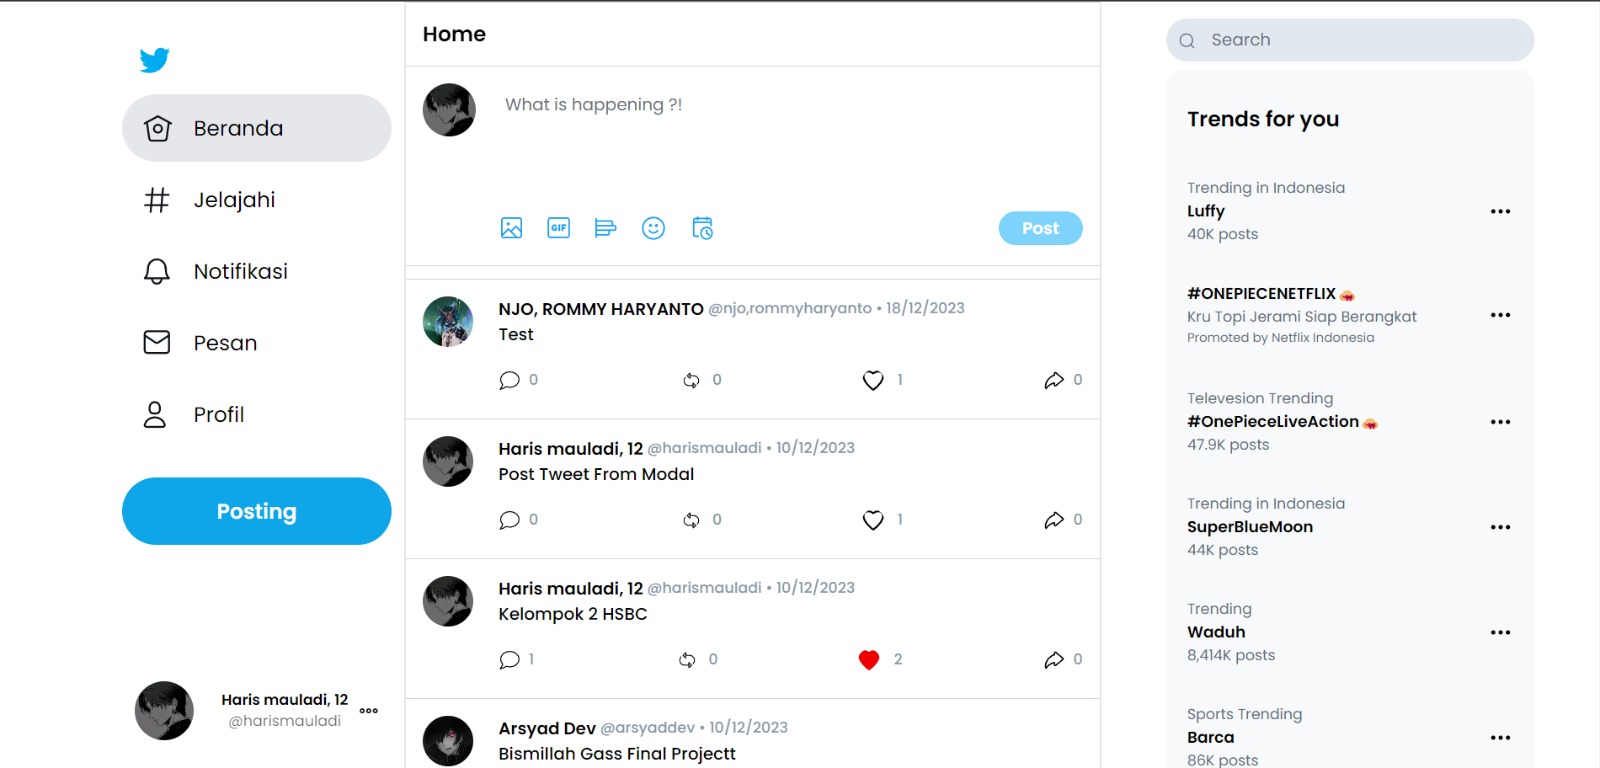 Beranda
Jelajahi
Notifikasi
Pesan
Profil
Posting
Haris mauladi, 12
@harismauladi
Home
What is happening ?!
GIF
Post
NJO, ROMMY HARYANTO @njo,rommyharyanto • 18/12/2023
Test
0 0 1 0
Haris mauladi, 12 @harismauladi • 10/12/2023
Post Tweet From Modal
0 0 1 0
Haris mauladi, 12 @harismauladi • 10/12/2023
Kelompok 2 HSBC
1 0 2 0
Arsyad Dev @arsyaddev • 10/12/2023
Bismillah Gass Final Projectt
Search
Trends for you
Trending in Indonesia
Luffy
40K posts
#ONEPIECENETFLIX
Kru Topi Jerami Siap Berangkat
Promoted by Netflix Indonesia
Televesion Trending
#OnePieceLiveAction
47.9K posts
Trending in Indonesia
SuperBlueMoon
44K posts
Trending
Waduh
8,414K posts
Sports Trending
Barca
86K posts